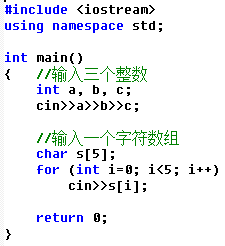 #include <iostream>
using namespace std;
int main()
{ //输入三个整数
int a, b, c;
cin>>a>>b>>c;
//输入一个字符数组
char s[5];
for (int i=0; i<5; i++)
cin>>s[i];
return 0;
}